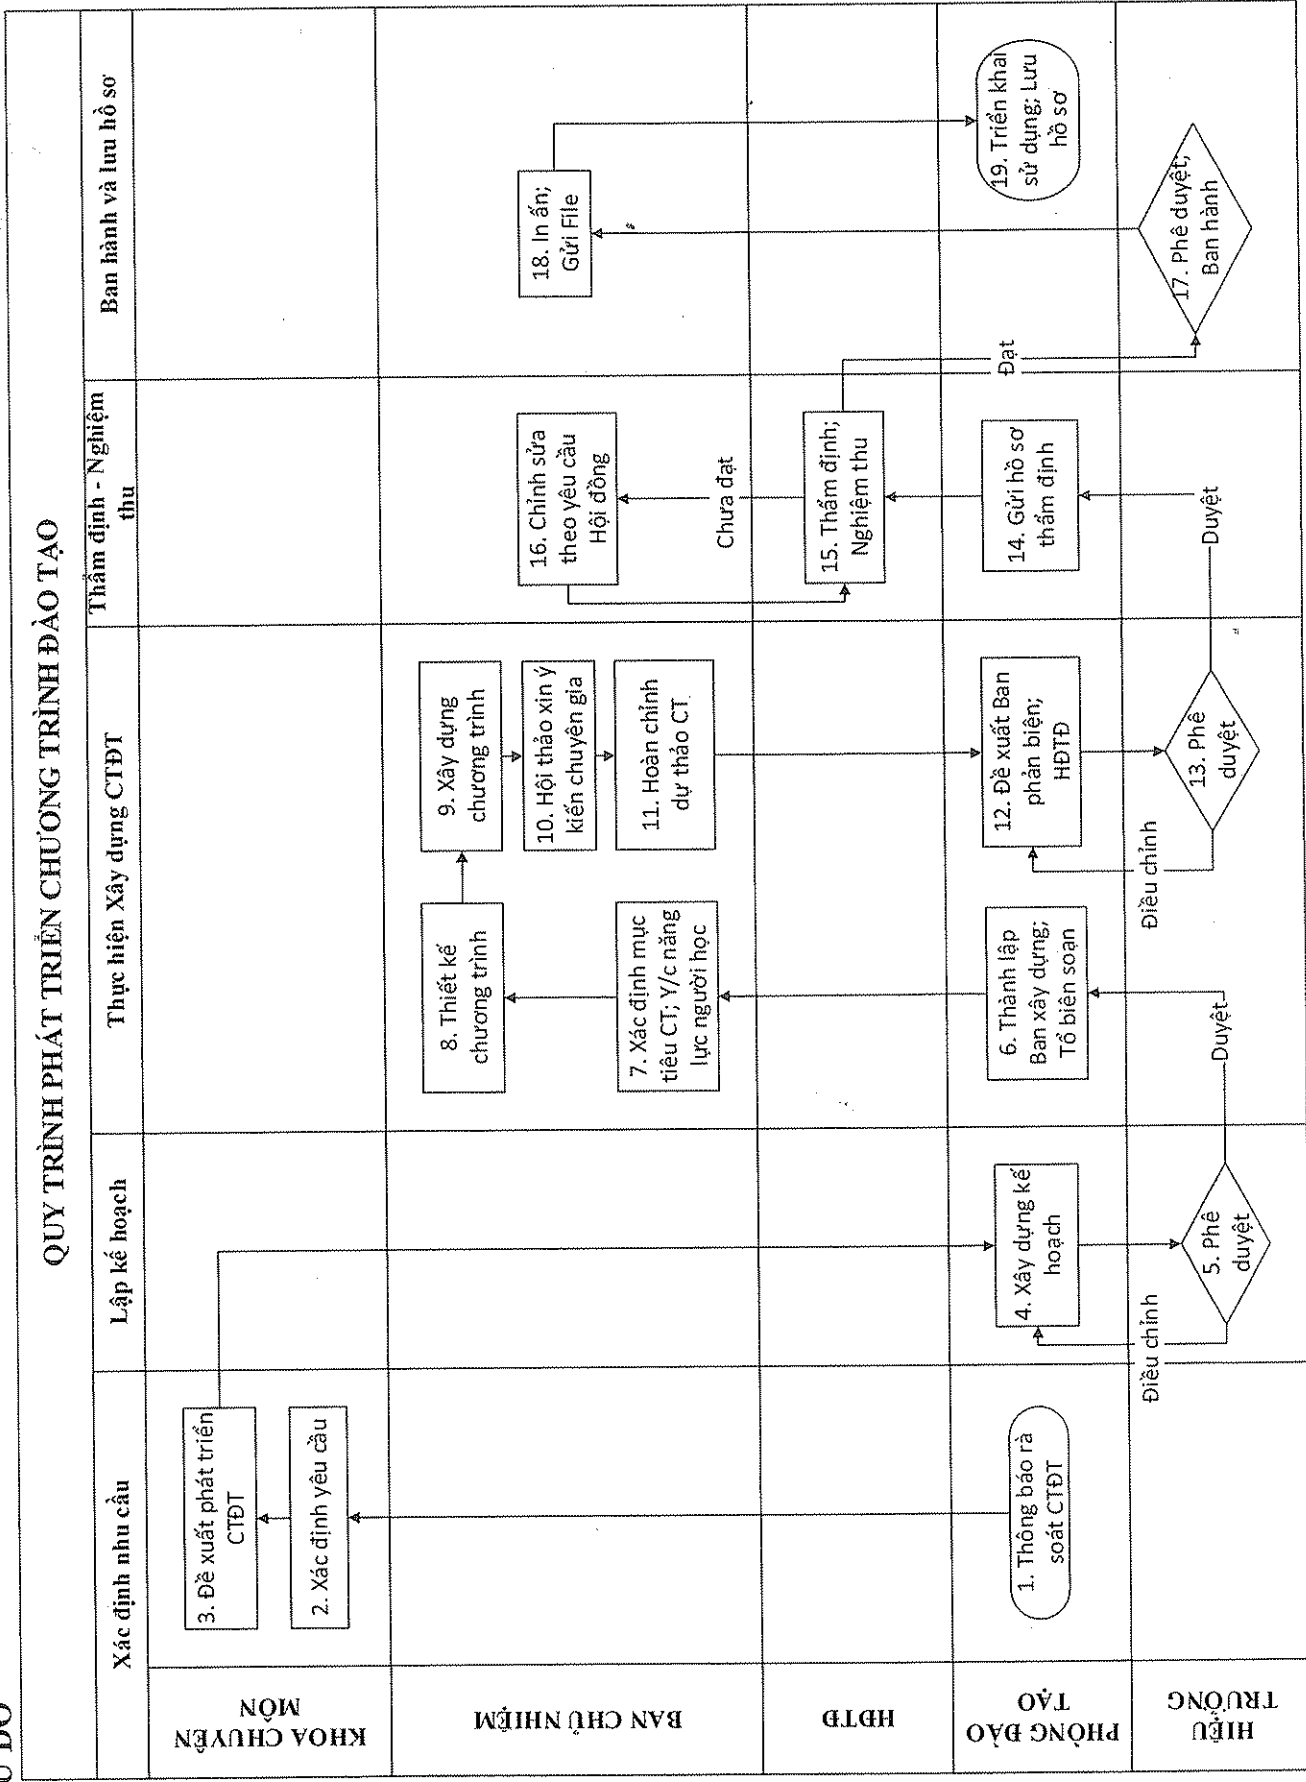 U ĐỒ
QUY TRÌNH PHÁT TRIỂN CHƯƠNG TRÌNH ĐÀO TẠO
Xác định nhu cầu
Lập kế hoạch
Thực hiện Xây dựng CTĐT
Thẩm định - Nghiệm
thu
Ban hành và lưu hồ sơ
KHOA CHUYÊN
MÔN
3. Đề xuất phát triển
CTĐT
2. Xác định yêu cầu
BAN CHỦ NHIỆM
8. Thiết kế
chương trình
7. Xác định mục
tiêu CT; Y/c năng
lực người học
9. Xây dựng
chương trình
10. Hội thảo xin ý
kiến chuyên gia
11. Hoàn chỉnh
dự thảo CT
16. Chỉnh sửa
theo yêu cầu
Hội đồng
Chưa đạt
18. In ấn;
Gửi File
HĐTĐ
15. Thẩm định;
Nghiệm thu
PHÒNG ĐÀO
TẠO
1. Thông báo rà
soát CTĐT
4. Xây dựng kế
hoạch
6. Thành lập
Ban xây dựng;
Tổ biên soạn
12. Đề xuất Ban
phản biện;
HĐTĐ
14. Gửi hồ sơ
thẩm định
Đạt
19. Triển khai
sử dụng; Lưu
hồ sơ
HIỆU
TRƯỞNG
Điều chỉnh
5. Phê
duyệt
Duyệt
Điều chỉnh
13. Phê
duyệt
Duyệt
17. Phê duyệt;
Ban hành